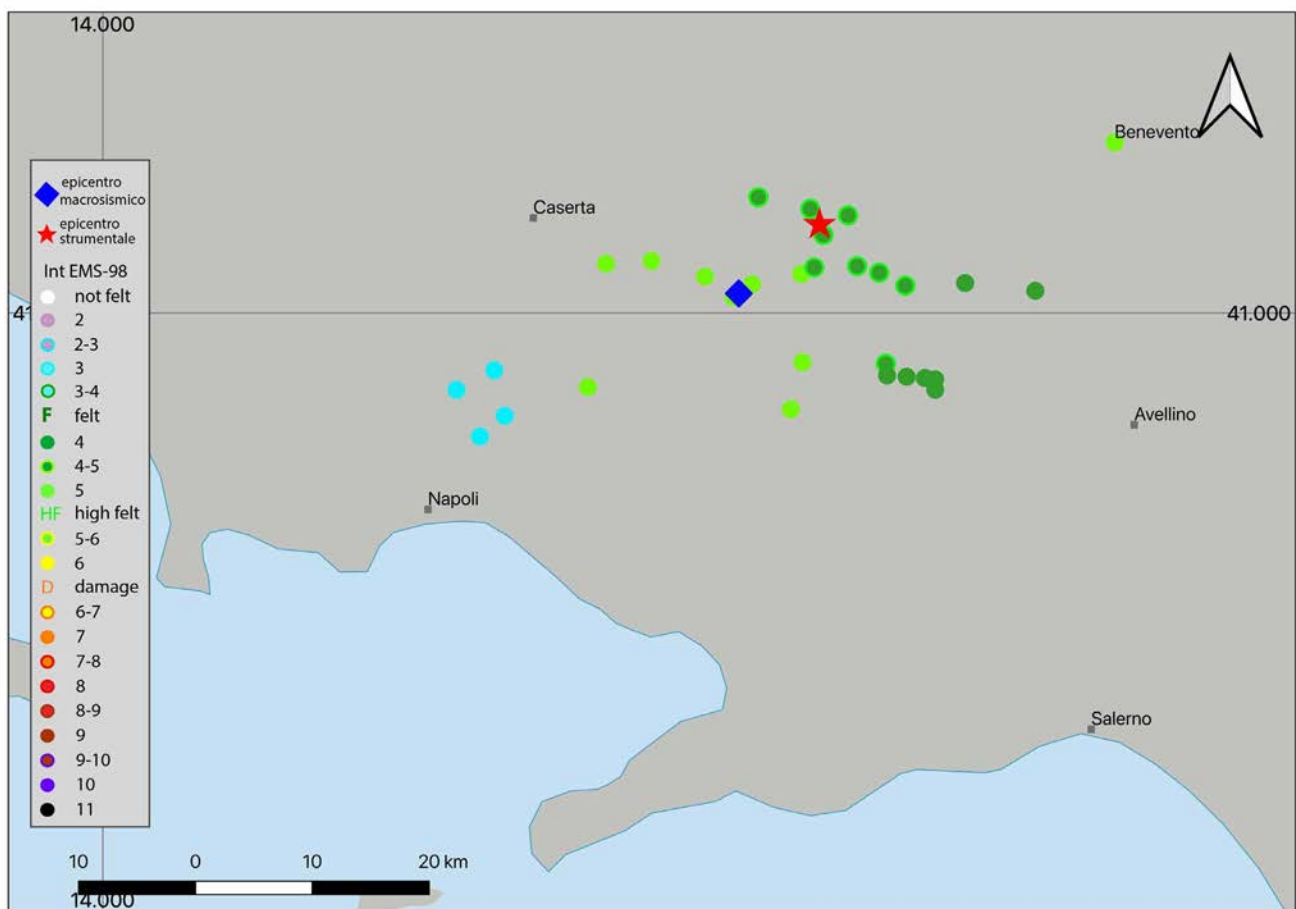 14.000
Benevento
Caserta
epicentro
macrosismico
epicentro
strumentale
Int EMS-98
not felt
2
2-3
3
3-4
F felt
4
4-5
5
HF high felt
5-6
6
D damage
6-7
7
7-8
8
8-9
9
9-10
10
11
41.000
Avellino
Napoli
Salerno
10 0 10 20 km
14.000